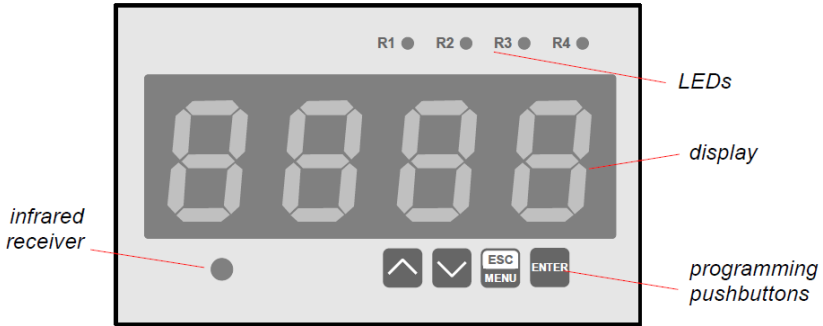 R1 R2 R3 R4
LEDs
display
infrared
receiver
ESC
MENU
ENTER
programming
pushbuttons